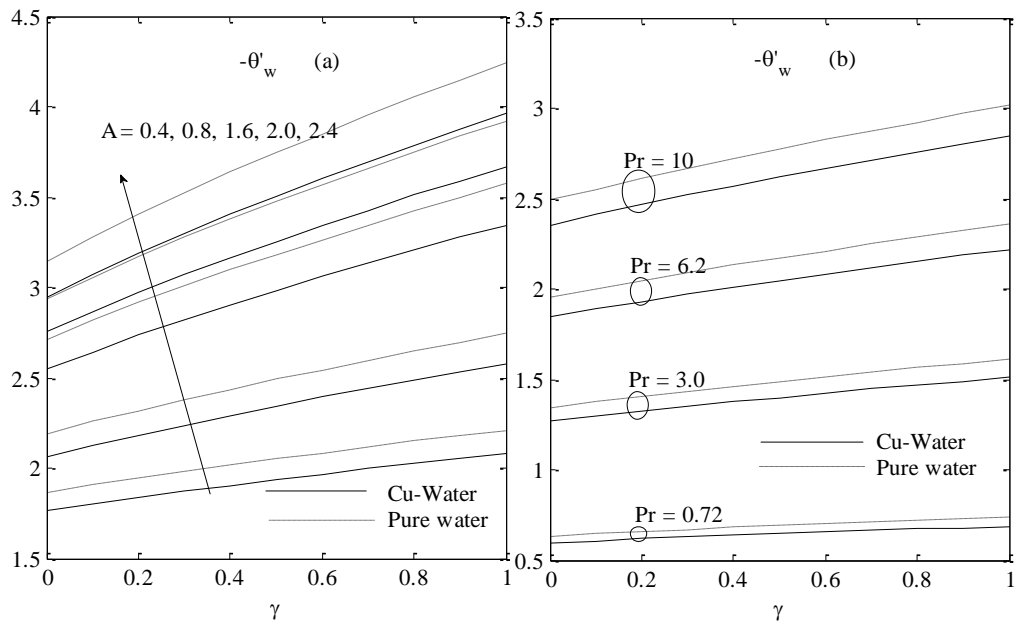 -θ'w (a)
A = 0.4, 0.8, 1.6, 2.0, 2.4
4.5
4
3.5
3
2.5
2
1.5
Cu-Water
Pure water
0 0.2 0.4 0.6 0.8 1
γ
-θ'w (b)
3.5
3
2.5
2
1.5
1
0.5
Pr = 10
Pr = 6.2
Pr = 3.0
Cu-Water
Pure water
Pr = 0.72
0 0.2 0.4 0.6 0.8 1
γ